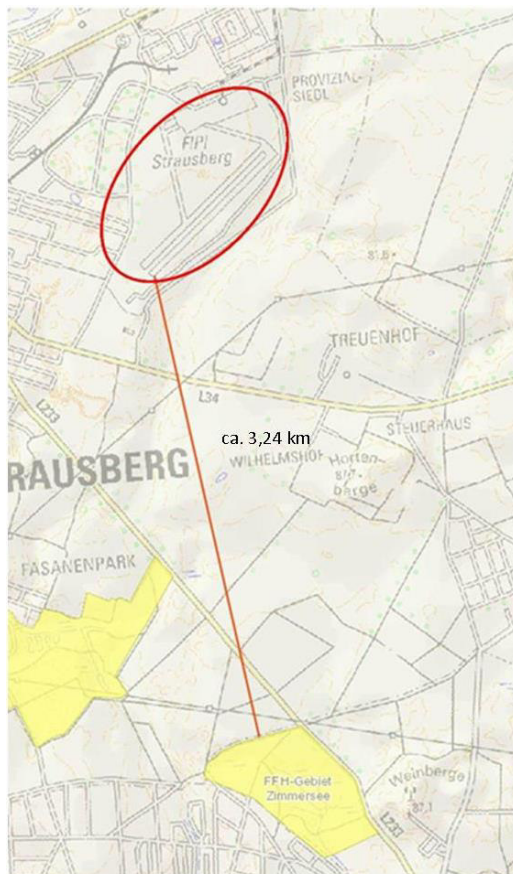 PROVIZIAL-
SIEDL
FlPl
Strausberg
81,8
TREUENHOF
L34
L233
STEUERHAUS
ca. 3,24 km
WILHELMSHOF
Horten-
berge
RAUSBERG
FASANENPARK
FFH-Gebiet
Zimmersee
Weinberge
87,1
L233